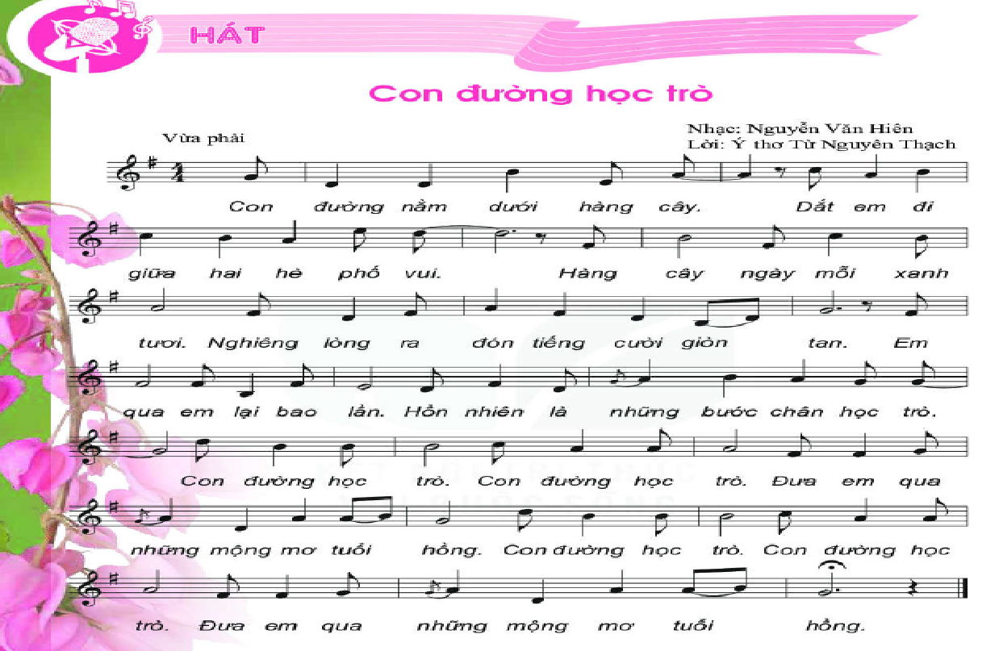 HÁT
Con đường học trò
Vừa phải
Nhạc: Nguyễn Văn Hiên
Lời: Ý thơ Từ Nguyên Thạch
Con đường nằm dưới hàng cây. Dắt em đi
giữa hai hè phố vui. Hàng cây ngày mỗi xanh
tươi. Nghiêng lòng ra đón tiếng cười giòn tan. Em
qua em lại bao lần. Hồn nhiên là những bước chân học trò.
Con đường học trò. Con đường học trò. Đưa em qua
những mộng mơ tuổi hồng. Con đường học trò. Con đường học
trò. Đưa em qua những mộng mơ tuổi hồng.
KẾT NỐI TRI THỨC